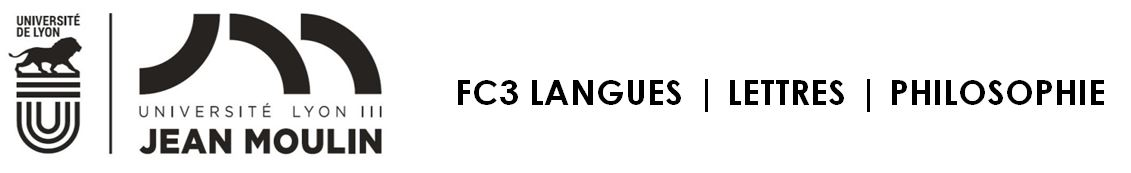 UNIVERSITÉ
DE LYON
UNIVERSITÉ LYON III
JEAN MOULIN
FC3 LANGUES | LETTRES | PHILOSOPHIE